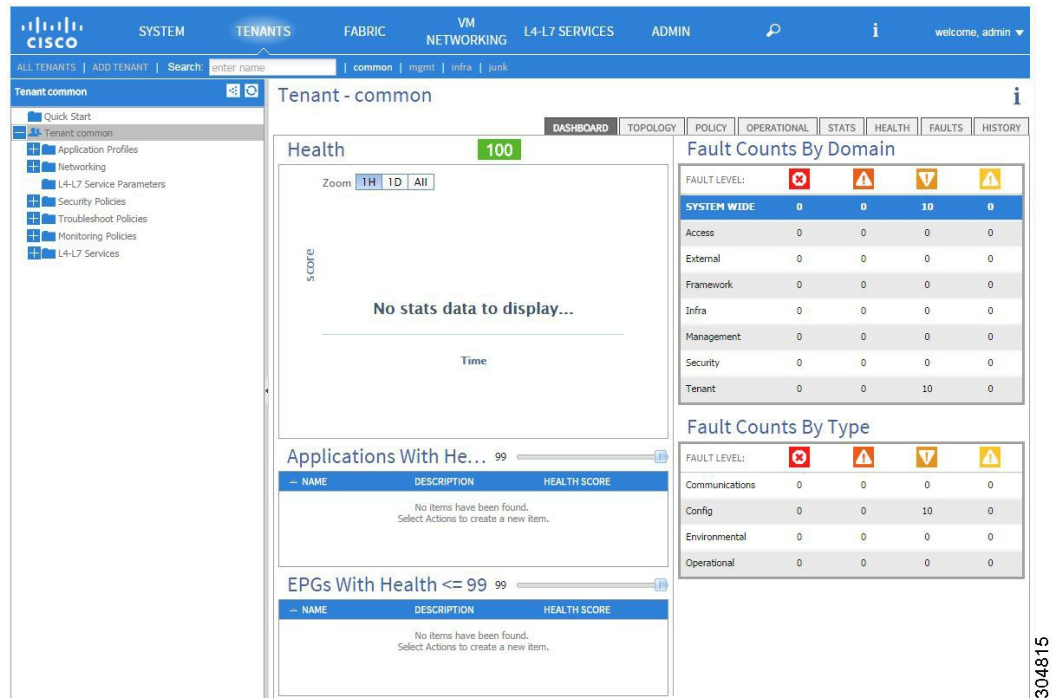 CISCO
SYSTEM
TENANTS
FABRIC
VM
NETWORKING
L4-L7 SERVICES
ADMIN
i
welcome, admin
ALL TENANTS | ADD TENANT | Search: enter name | common | mgmt | infra | junk
Tenant common
Quick Start
Tenant common
Application Profiles
Networking
L4-L7 Service Parameters
Security Policies
Troubleshoot Policies
Monitoring Policies
L4-L7 Services
Tenant - common
i
DASHBOARD TOPOLOGY POLICY OPERATIONAL STATS HEALTH FAULTS HISTORY
Health 100
Zoom 1H 1D All
score
No stats data to display...
Time
Applications With He... 99
NAME DESCRIPTION HEALTH SCORE
No items have been found.
Select Actions to create a new item.
EPGs With Health <= 99 99
NAME DESCRIPTION HEALTH SCORE
No items have been found.
Select Actions to create a new item.
Fault Counts By Domain
FAULT LEVEL:
SYSTEM WIDE 0 0 10 0
Access 0 0 0 0
External 0 0 0 0
Framework 0 0 0 0
Infra 0 0 0 0
Management 0 0 0 0
Security 0 0 0 0
Tenant 0 0 10 0
Fault Counts By Type
FAULT LEVEL:
Communications 0 0 0 0
Config 0 0 10 0
Environmental 0 0 0 0
Operational 0 0 0 0
304815